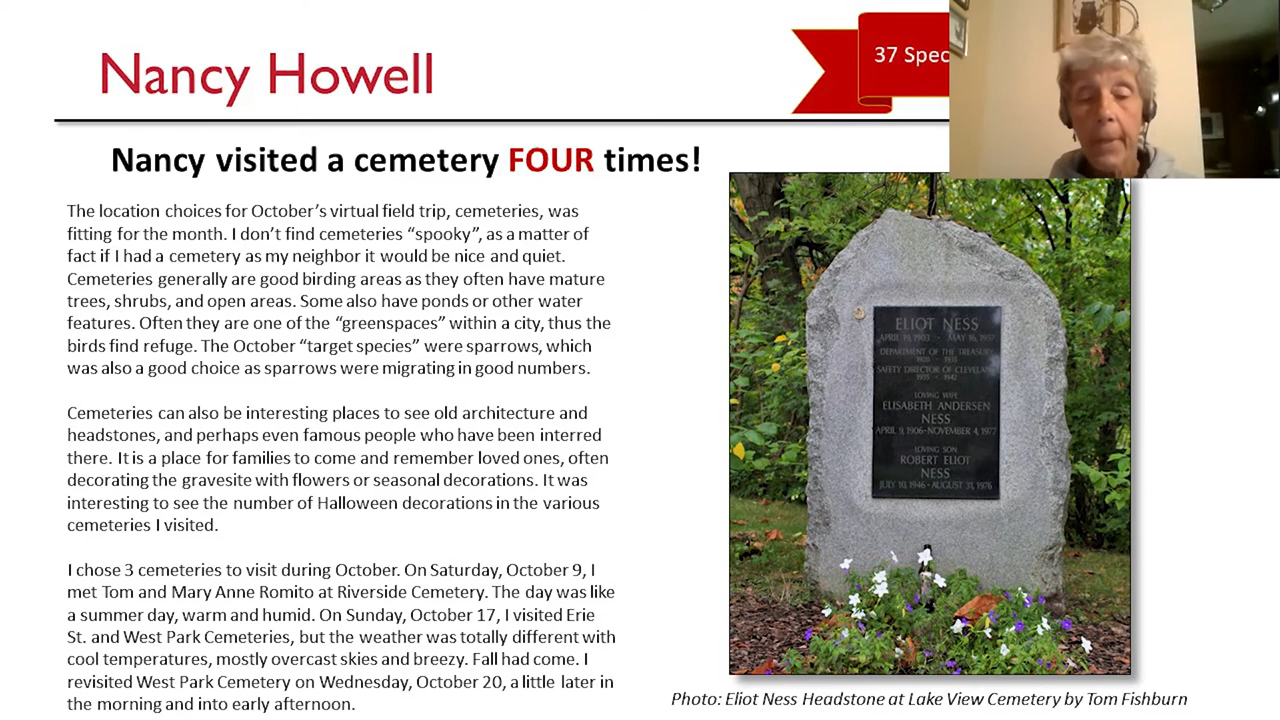 Nancy Howell
37 Spec
Nancy visited a cemetery FOUR times!
The location choices for October's virtual field trip, cemeteries, was
fitting for the month. I don't find cemeteries “spooky”, as a matter of
fact if I had a cemetery as my neighbor it would be nice and quiet.
Cemeteries generally are good birding areas as they often have mature
trees, shrubs, and open areas. Some also have ponds or other water
features. Often they are one of the “greenspaces” within a city, thus the
birds find refuge. The October “target species” were sparrows, which
was also a good choice as sparrows were migrating in good numbers.
Cemeteries can also be interesting places to see old architecture and
headstones, and perhaps even famous people who have been interred
there. It is a place for families to come and remember loved ones, often
decorating the gravesite with flowers or seasonal decorations. It was
interesting to see the number of Halloween decorations in the various
cemeteries I visited.
I chose 3 cemeteries to visit during October. On Saturday, October 9, I
met Tom and Mary Anne Romito at Riverside Cemetery. The day was like
a summer day, warm and humid. On Sunday, October 17, I visited Erie
St. and West Park Cemeteries, but the weather was totally different with
cool temperatures, mostly overcast skies and breezy. Fall had come. I
revisited West Park Cemetery on Wednesday, October 20, a little later in
the morning and into early afternoon.
ELIOT NESS
APRIL 19, 1903 - MAY 16, 1957
DEPARTMENT OF THE TREASURY
SAFETY DIRECTOR OF CLEVELAND
LOVING WIFE
ELISABETH ANDERSEN
NESS
APRIL 9, 1906-NOVEMBER 4, 1977
LOVING SON
ROBERT ELIOT
NESS
JULY 10, 1946 - AUGUST 31, 1976
Photo: Eliot Ness Headstone at Lake View Cemetery by Tom Fishburn